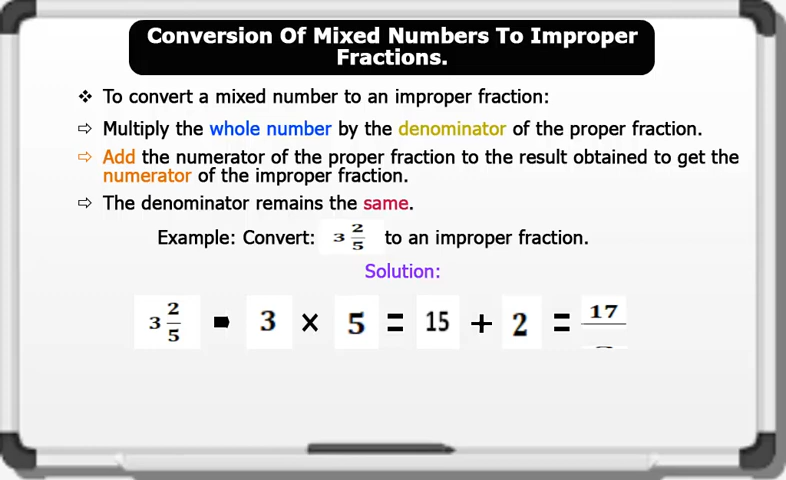 Conversion Of Mixed Numbers To Improper
Fractions.
❖ To convert a mixed number to an improper fraction:
⇨ Multiply the whole number by the denominator of the proper fraction.
⇨ Add the numerator of the proper fraction to the result obtained to get the
numerator of the improper fraction.
⇨ The denominator remains the same.
Example: Convert: 3 2/5 to an improper fraction.
Solution:
3 2/5 = 3 × 5 = 15 + 2 = 17